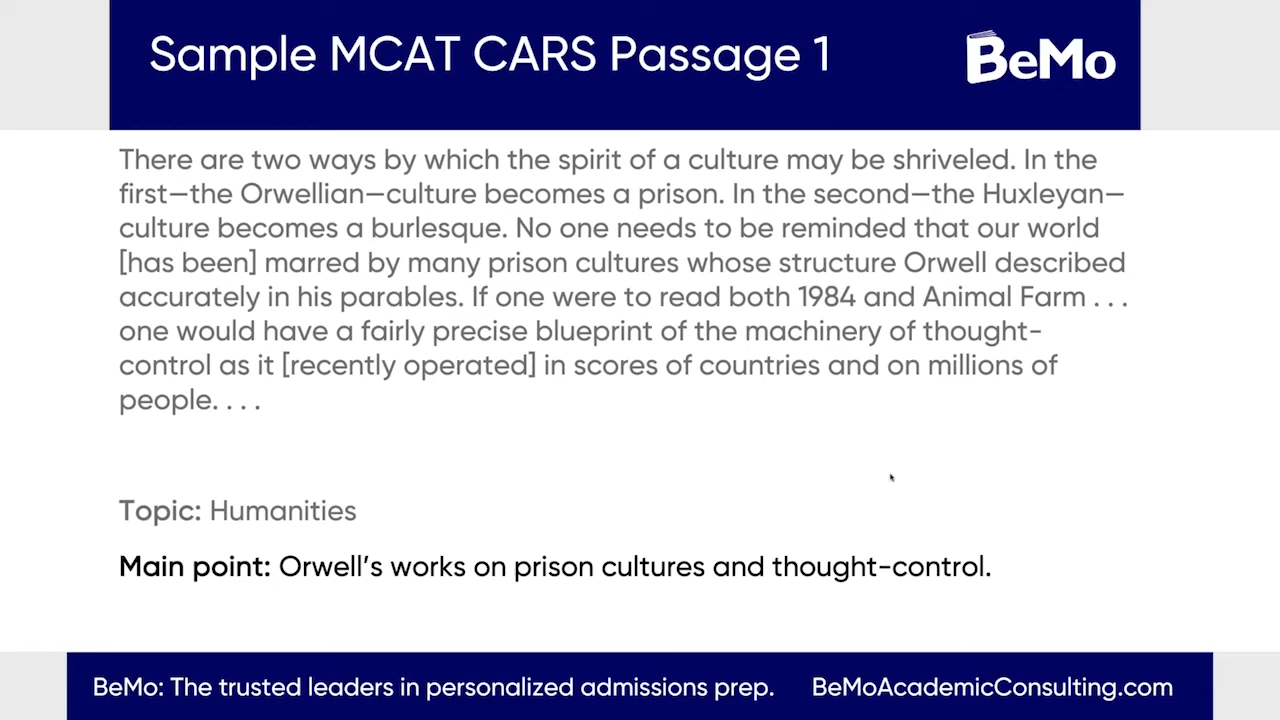 Sample MCAT CARS Passage 1
BeMo
There are two ways by which the spirit of a culture may be shriveled. In the
first—the Orwellian—culture becomes a prison. In the second—the Huxleyan—
culture becomes a burlesque. No one needs to be reminded that our world
[has been] marred by many prison cultures whose structure Orwell described
accurately in his parables. If one were to read both 1984 and Animal Farm . . .
one would have a fairly precise blueprint of the machinery of thought-
control as it [recently operated] in scores of countries and on millions of
people. . . .
Topic: Humanities
Main point: Orwell’s works on prison cultures and thought-control.
BeMo: The trusted leaders in personalized admissions prep. BeMoAcademicConsulting.com